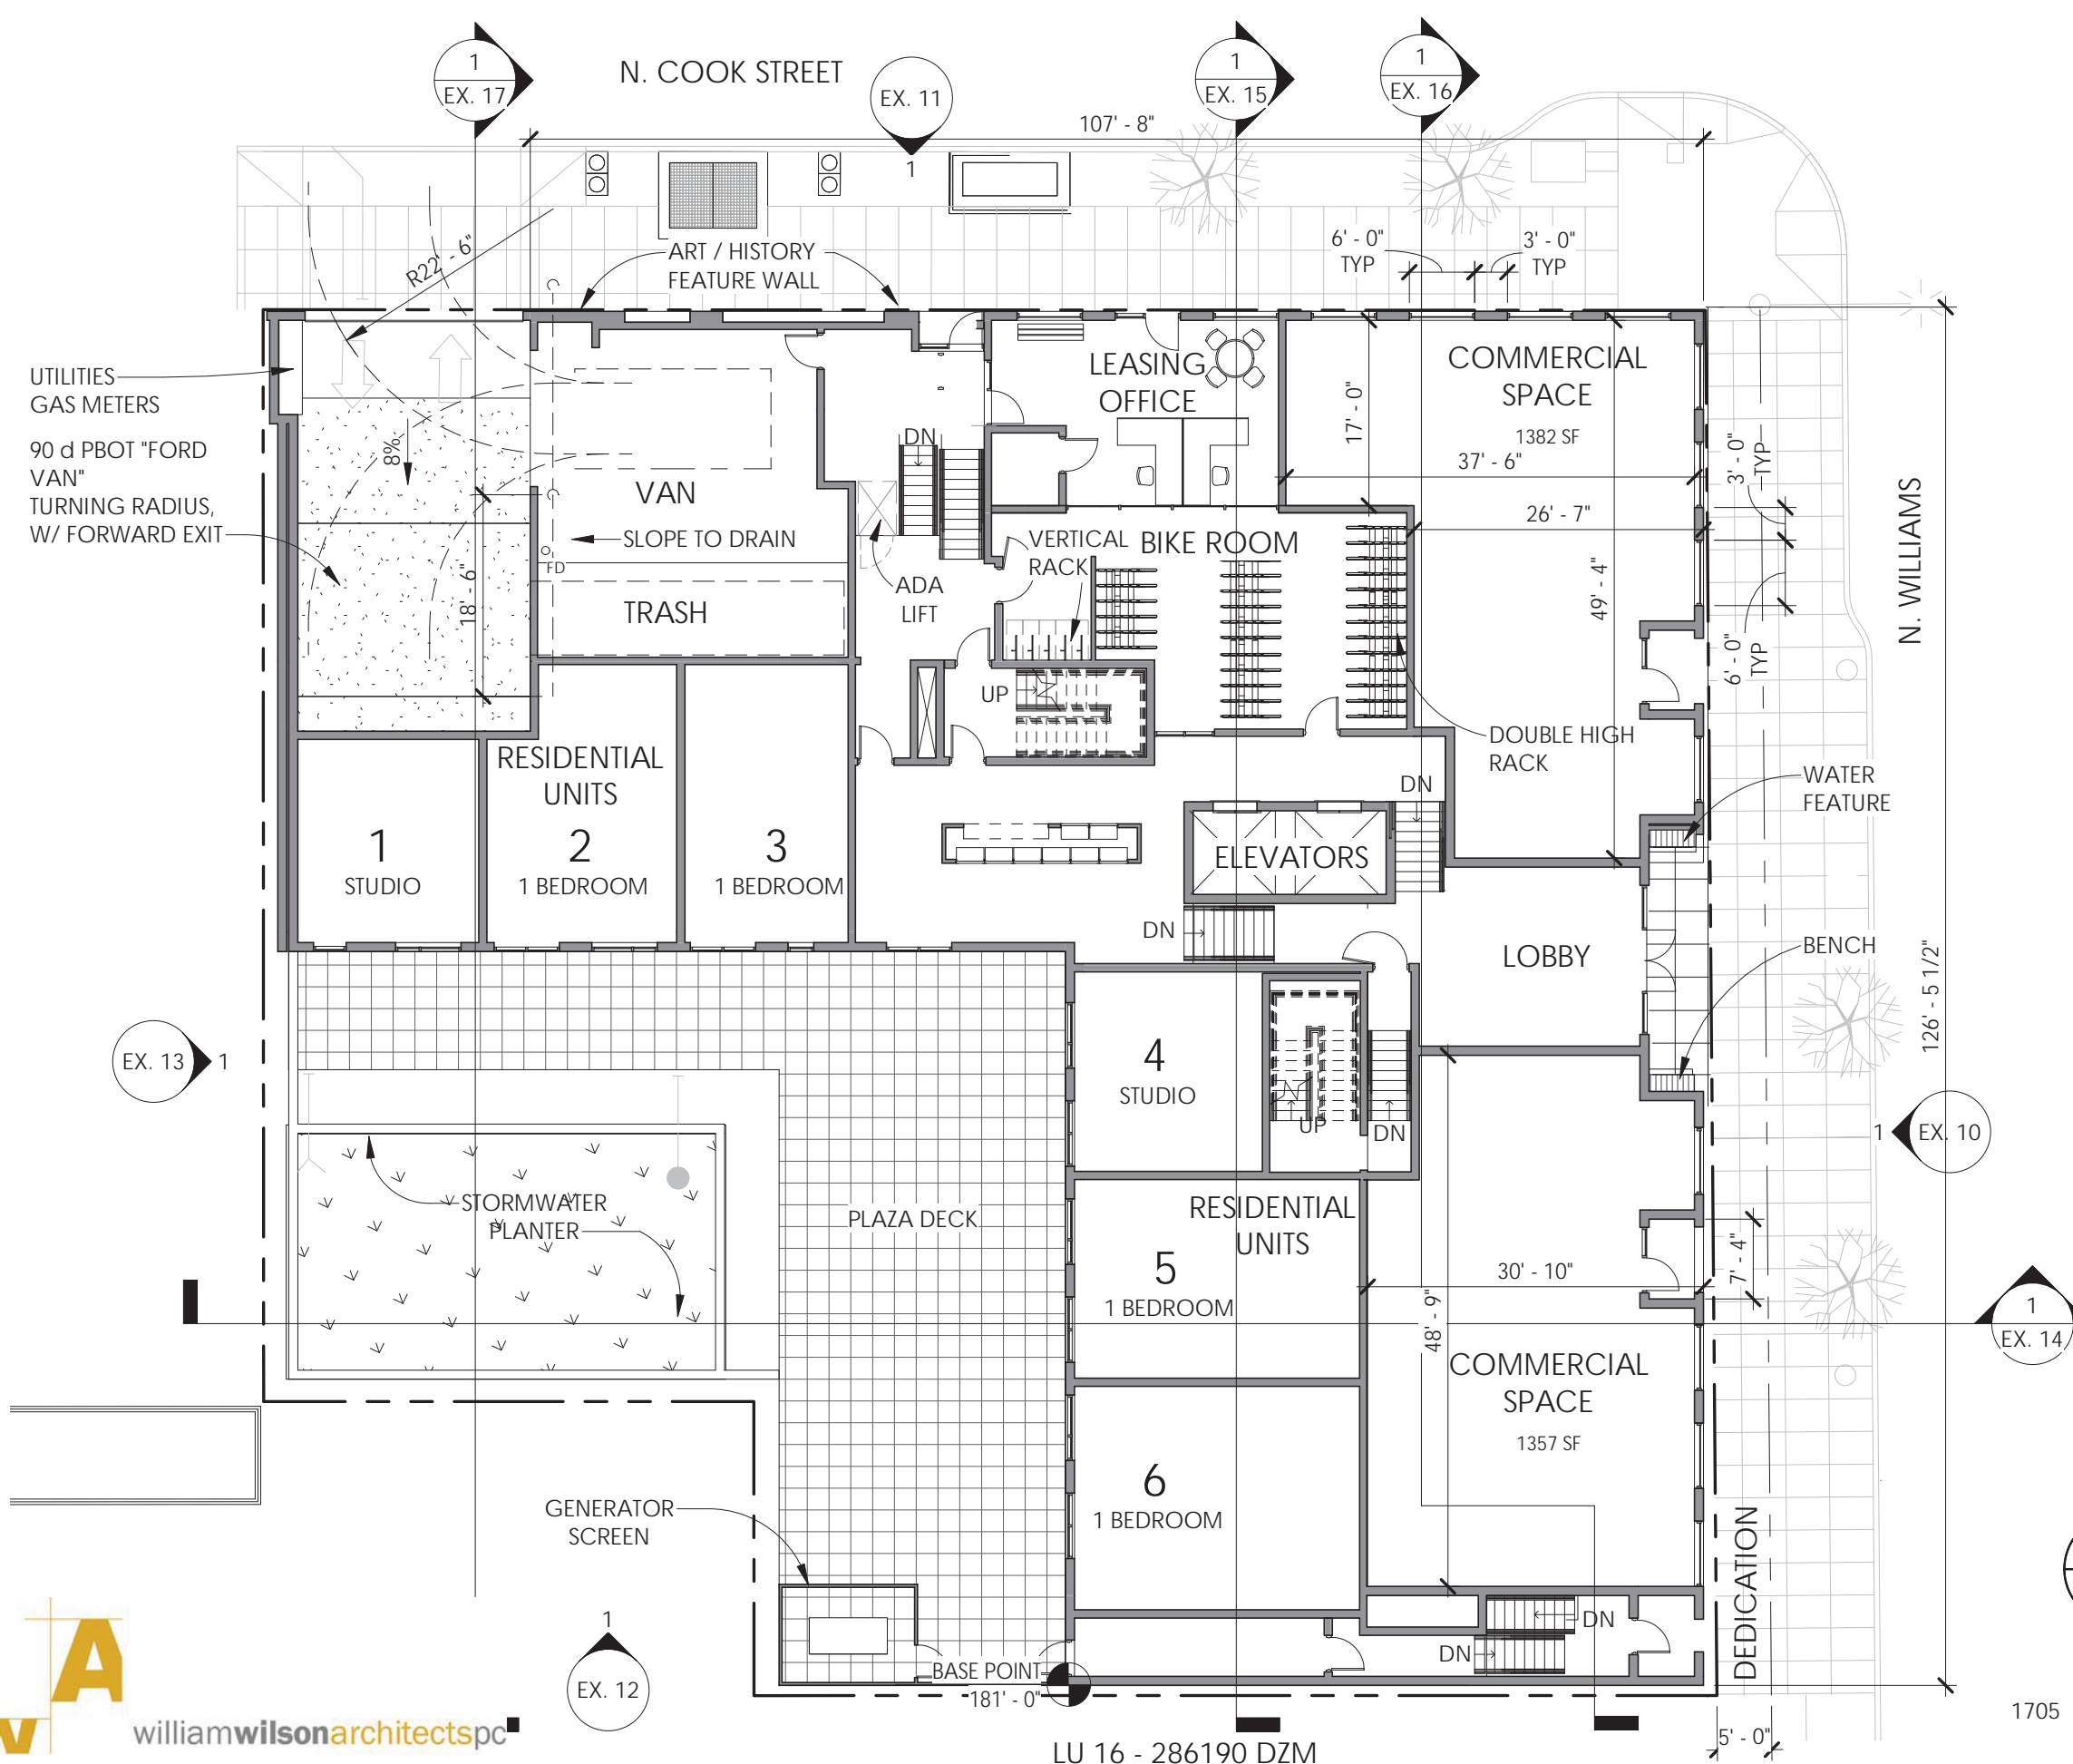 1
EX. 17
N. COOK STREET
EX. 11
1
1
EX. 15
1
EX. 16
107' - 8"
R22' - 6"
ART / HISTORY
FEATURE WALL
6' - 0"
TYP
3' - 0"
TYP
UTILITIES
GAS METERS
90 d PBOT "FORD
VAN"
TURNING RADIUS,
W/ FORWARD EXIT
8%
VAN
SLOPE TO DRAIN
FD
18' - 6"
TRASH
DN
ADA
LIFT
LEASING
OFFICE
VERTICAL
RACK
BIKE ROOM
COMMERCIAL
SPACE
1382 SF
17' - 0"
37' - 6"
26' - 7"
49' - 4"
3' - 0"
TYP
6' - 0"
TYP
N. WILLIAMS
UP
DOUBLE HIGH
RACK
WATER
FEATURE
RESIDENTIAL
UNITS
1
STUDIO
2
1 BEDROOM
3
1 BEDROOM
ELEVATORS
DN
DN
LOBBY
BENCH
126' - 5 1/2"
EX. 13
1
4
STUDIO
UP
DN
1
EX. 10
STORMWATER
PLANTER
PLAZA DECK
RESIDENTIAL
UNITS
5
1 BEDROOM
30' - 10"
7' - 4"
48' - 9"
1
EX. 14
COMMERCIAL
SPACE
1357 SF
6
1 BEDROOM
GENERATOR
SCREEN
DEDICATION
DN
DN
1
EX. 12
BASE POINT
181' - 0"
5' - 0"
1705
A
williamwilsonarchitectspc
LU 16 - 286190 DZM